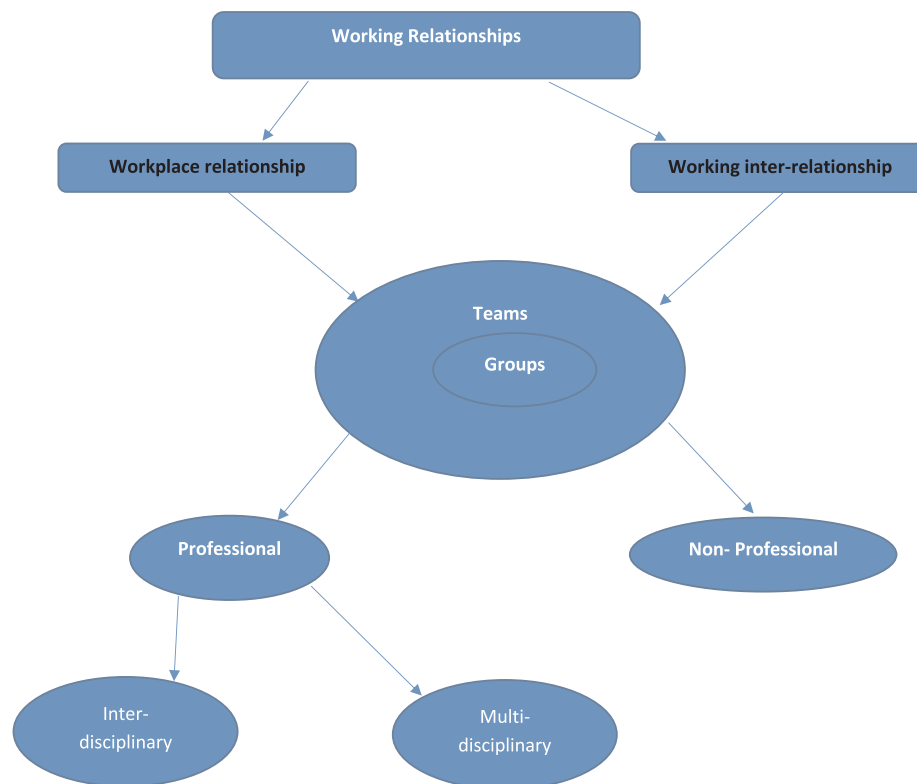 Working Relationships
Workplace relationship
Working inter-relationship
Teams
Groups
Professional
Non- Professional
Inter-
disciplinary
Multi-
disciplinary